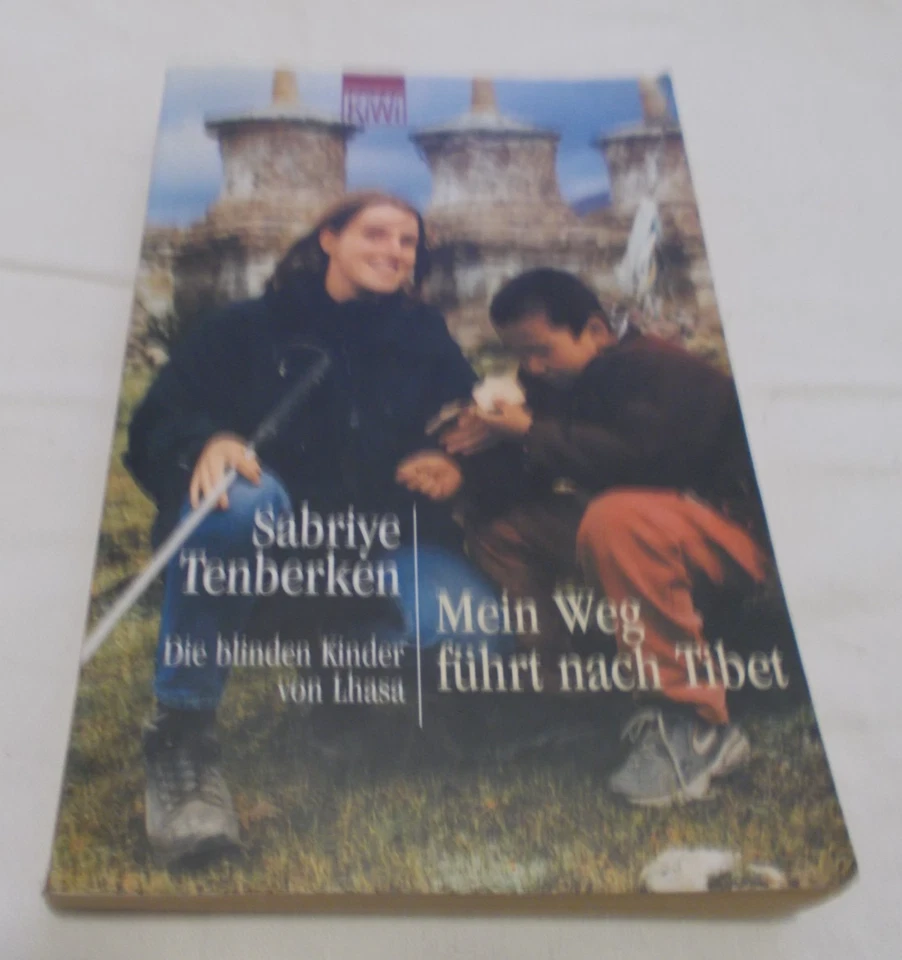 KiWi
Sabriye
Tenberken
Die blinden Kinder
von Lhasa
Mein Weg
führt nach Tibet